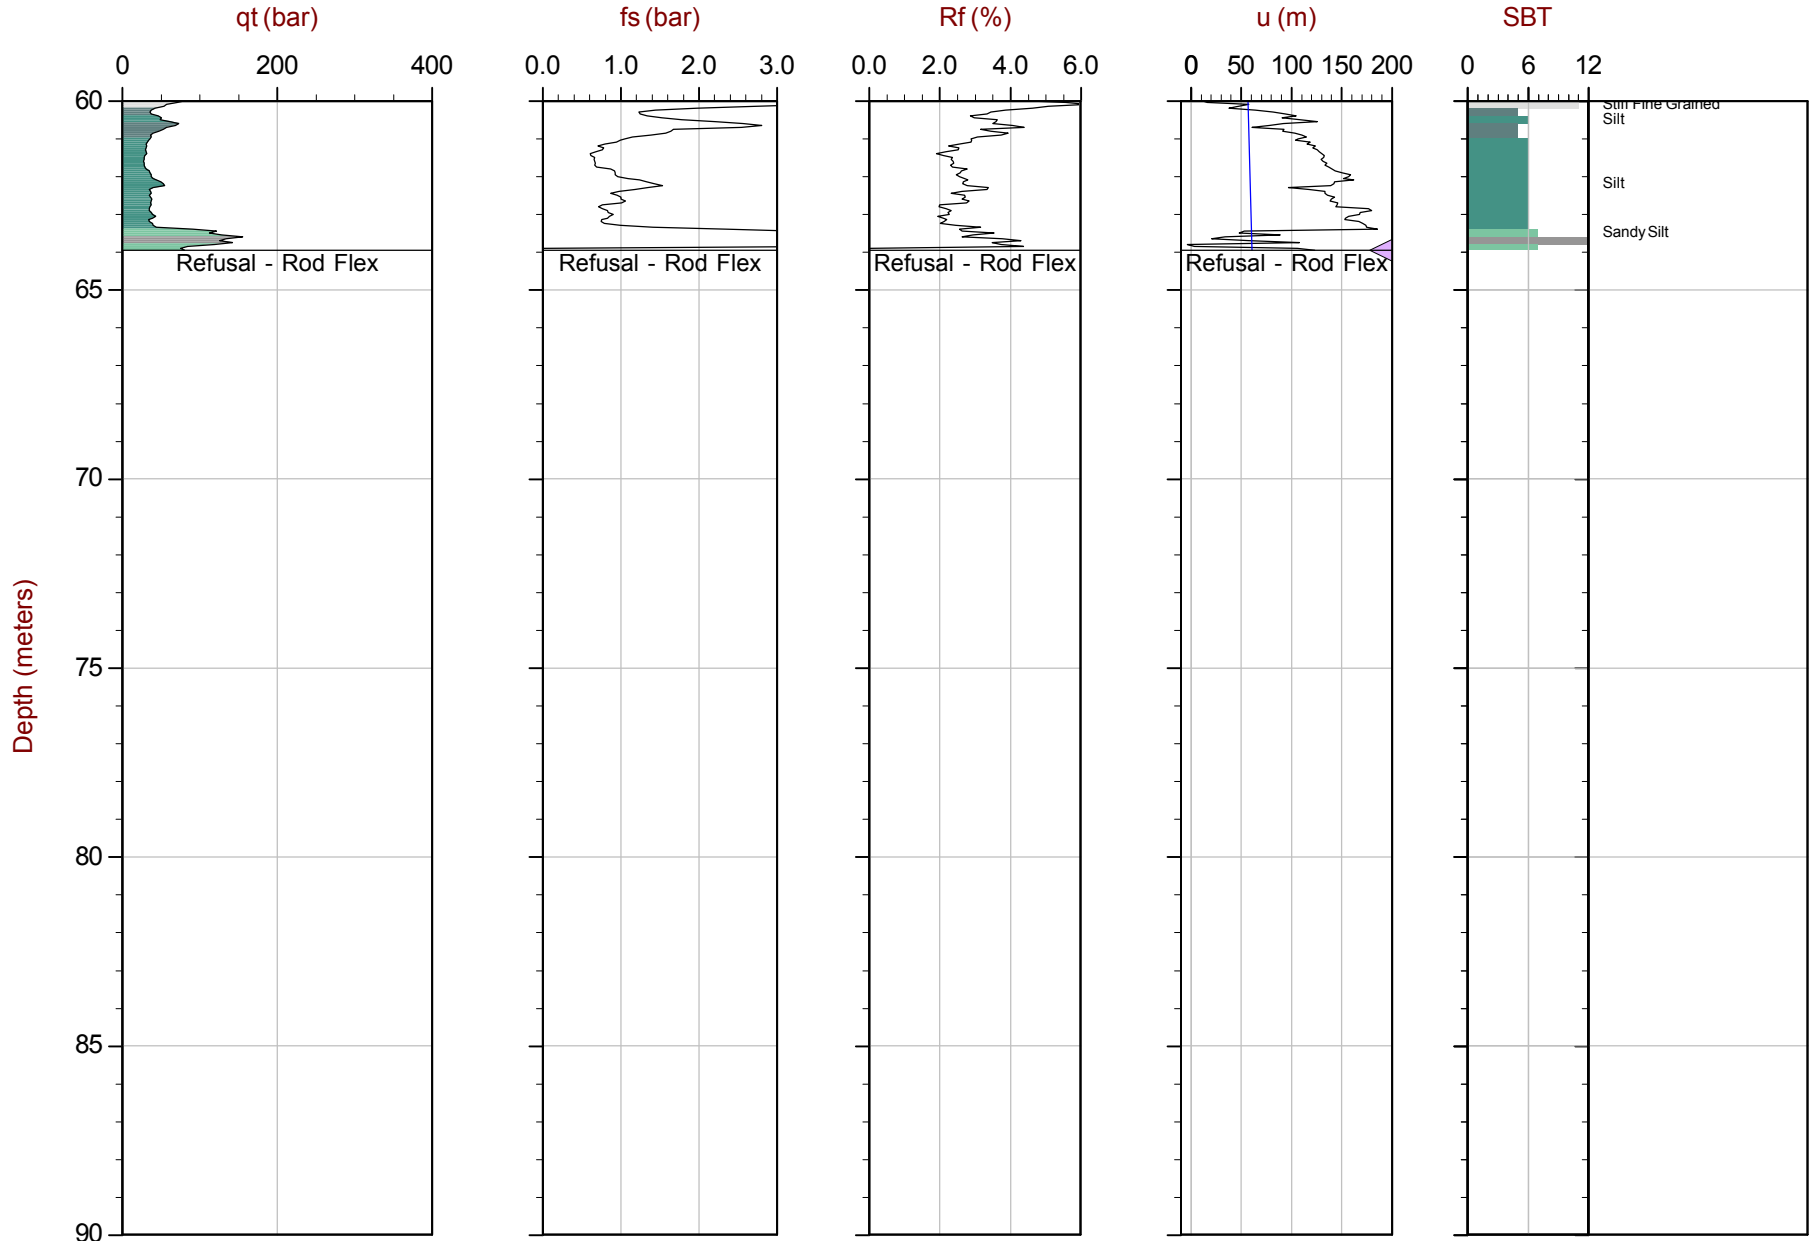 qt (bar) fs (bar) Rf (%) u (m) SBT
0 200 400 0.0 1.0 2.0 3.0 0.0 2.0 4.0 6.0 0 50 100 150 200 0 6 12
60
Stiff Fine Grained
Silt
Silt
Sandy Silt
Refusal - Rod Flex Refusal - Rod Flex Refusal - Rod Flex Refusal - Rod Flex
65
70
75
80
85
90
Depth (meters)